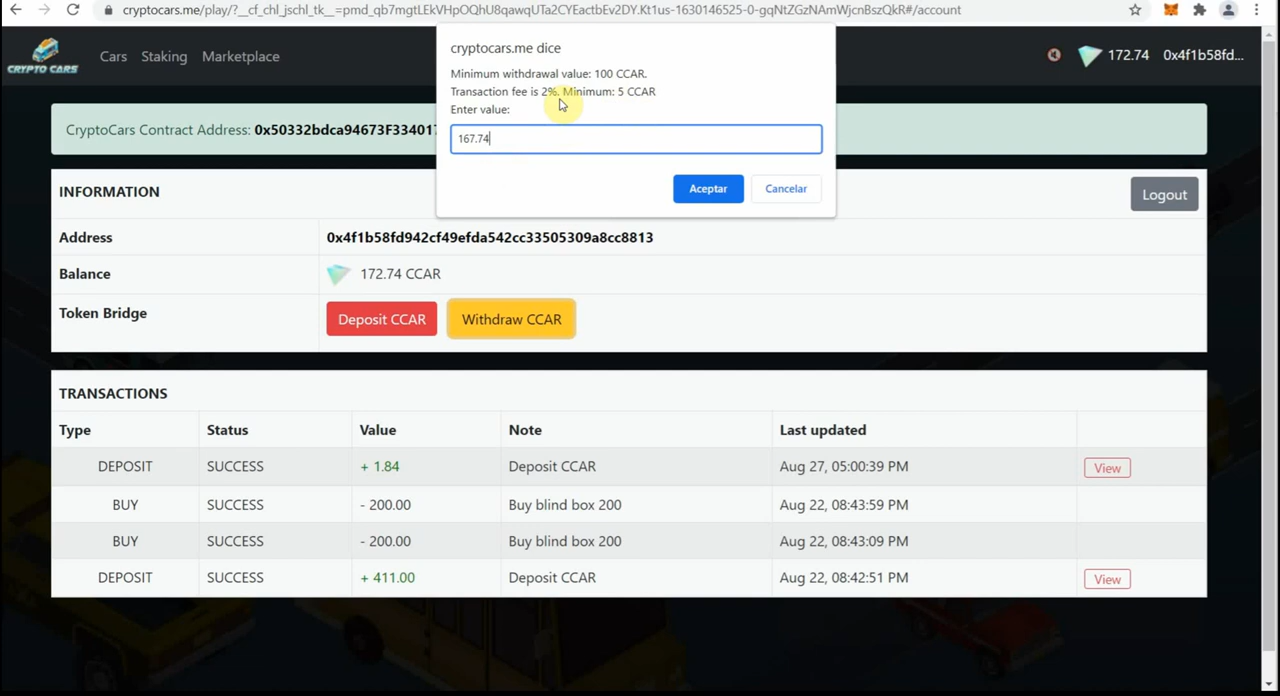 cryptocars.me/play/?__cf_chl_jschl_tk__=pmd_qb7mgtLEkVHpOQhU8qawqUTa2CYEactbEv2DY.Kt1us-1630146525-0-gqNtZGzNAmWjcnBszQkR#/account
CRYPTO CARS
Cars Staking Marketplace
172.74 0x4f1b58fd...
cryptocars.me dice
Minimum withdrawal value: 100 CCAR.
Transaction fee is 2%. Minimum: 5 CCAR
Enter value:
167.74
Aceptar Cancelar
CryptoCars Contract Address: 0x50332bdca94673F33401
INFORMATION
Logout
Address 0x4f1b58fd942cf49efda542cc33505309a8cc8813
Balance 172.74 CCAR
Token Bridge Deposit CCAR Withdraw CCAR
TRANSACTIONS
Type Status Value Note Last updated
DEPOSIT SUCCESS + 1.84 Deposit CCAR Aug 27, 05:00:39 PM View
BUY SUCCESS - 200.00 Buy blind box 200 Aug 22, 08:43:59 PM
BUY SUCCESS - 200.00 Buy blind box 200 Aug 22, 08:43:09 PM
DEPOSIT SUCCESS + 411.00 Deposit CCAR Aug 22, 08:42:51 PM View